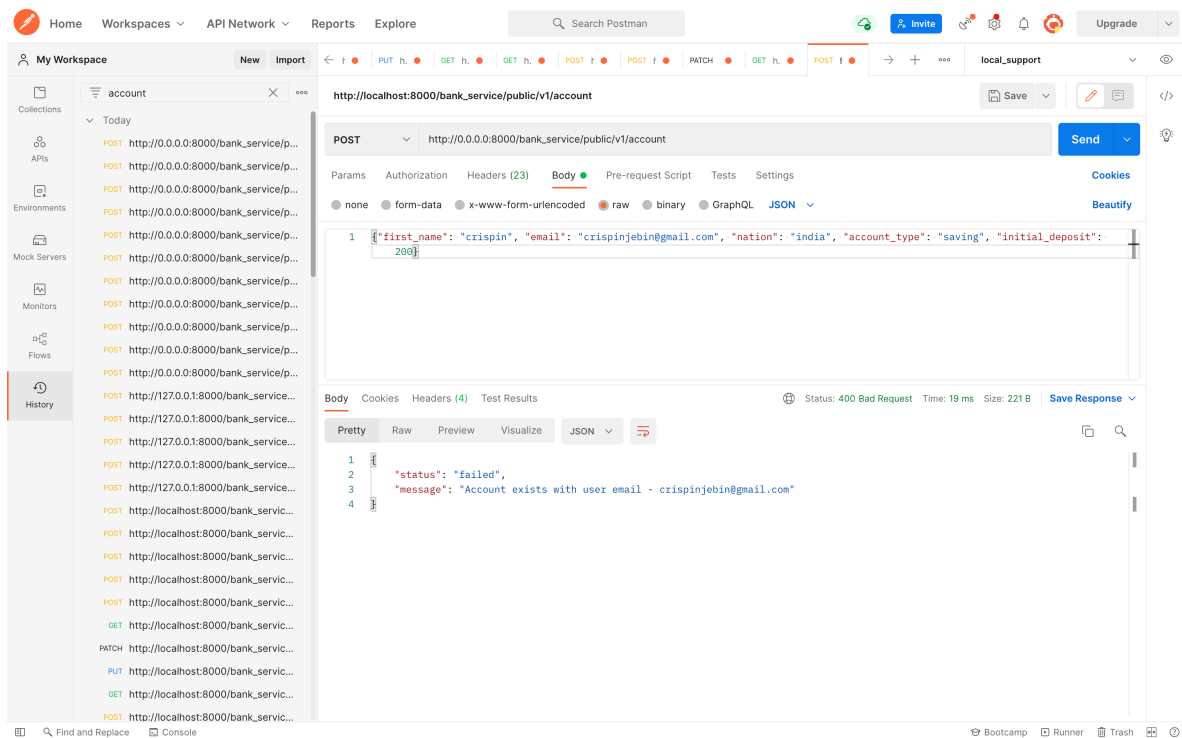 Home Workspaces API Network Reports Explore Search Postman Invite Upgrade
My Workspace New Import PUT h. GET h. GET h. POST h POST h PATCH GET h. POST h local_support
account
http://localhost:8000/bank_service/public/v1/account Save
Collections
APIs
Environments
Mock Servers
Monitors
Flows
History
Today
POST http://0.0.0.0:8000/bank_service/p...
POST http://0.0.0.0:8000/bank_service/p...
POST http://0.0.0.0:8000/bank_service/p...
POST http://0.0.0.0:8000/bank_service/p...
POST http://0.0.0.0:8000/bank_service/p...
POST http://0.0.0.0:8000/bank_service/p...
POST http://0.0.0.0:8000/bank_service/p...
POST http://0.0.0.0:8000/bank_service/p...
POST http://0.0.0.0:8000/bank_service/p...
POST http://0.0.0.0:8000/bank_service/p...
POST http://0.0.0.0:8000/bank_service/p...
POST http://127.0.0.1:8000/bank_service...
POST http://127.0.0.1:8000/bank_service...
POST http://127.0.0.1:8000/bank_service...
POST http://127.0.0.1:8000/bank_service...
POST http://127.0.0.1:8000/bank_service...
POST http://localhost:8000/bank_servic...
POST http://localhost:8000/bank_servic...
POST http://localhost:8000/bank_servic...
POST http://localhost:8000/bank_servic...
POST http://localhost:8000/bank_servic...
GET http://localhost:8000/bank_servic...
PATCH http://localhost:8000/bank_servic...
PUT http://localhost:8000/bank_servic...
GET http://localhost:8000/bank_servic...
POST http://localhost:8000/bank_servic...
POST http://0.0.0.0:8000/bank_service/public/v1/account Send
Params Authorization Headers (23) Body Pre-request Script Tests Settings Cookies
none form-data x-www-form-urlencoded raw binary GraphQL JSON Beautify
1 {"first_name": "crispin", "email": "crispinjebin@gmail.com", "nation": "india", "account_type": "saving", "initial_deposit":
200}
Body Cookies Headers (4) Test Results Status: 400 Bad Request Time: 19 ms Size: 221 B Save Response
Pretty Raw Preview Visualize JSON
1 {
2 "status": "failed",
3 "message": "Account exists with user email - crispinjebin@gmail.com"
4 }
Find and Replace Console Bootcamp Runner Trash